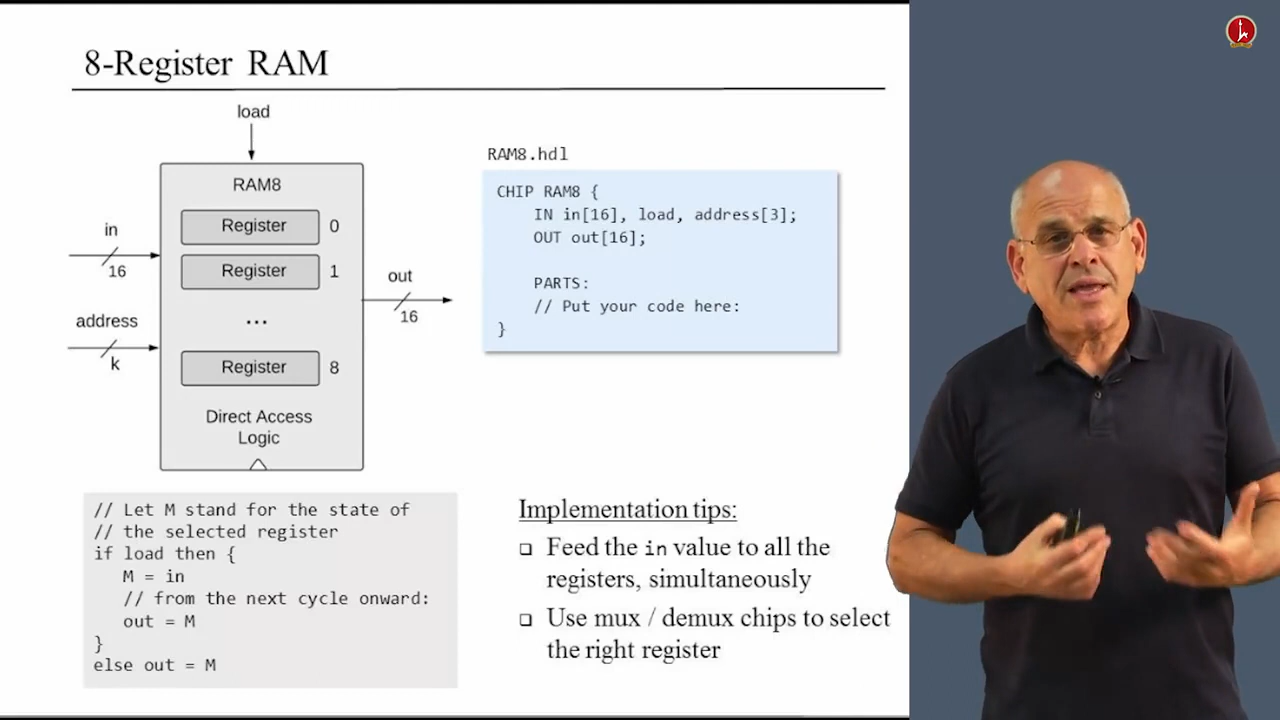 8-Register RAM
load
RAM8
Register 0
in
16
Register 1
...
out
16
address
k
Register 8
Direct Access
Logic
RAM8.hdl
CHIP RAM8 {
IN in[16], load, address[3];
OUT out[16];
PARTS:
// Put your code here:
}
// Let M stand for the state of
// the selected register
if load then {
M = in
// from the next cycle onward:
out = M
}
else out = M
Implementation tips:
Feed the in value to all the
registers, simultaneously
Use mux / demux chips to select
the right register